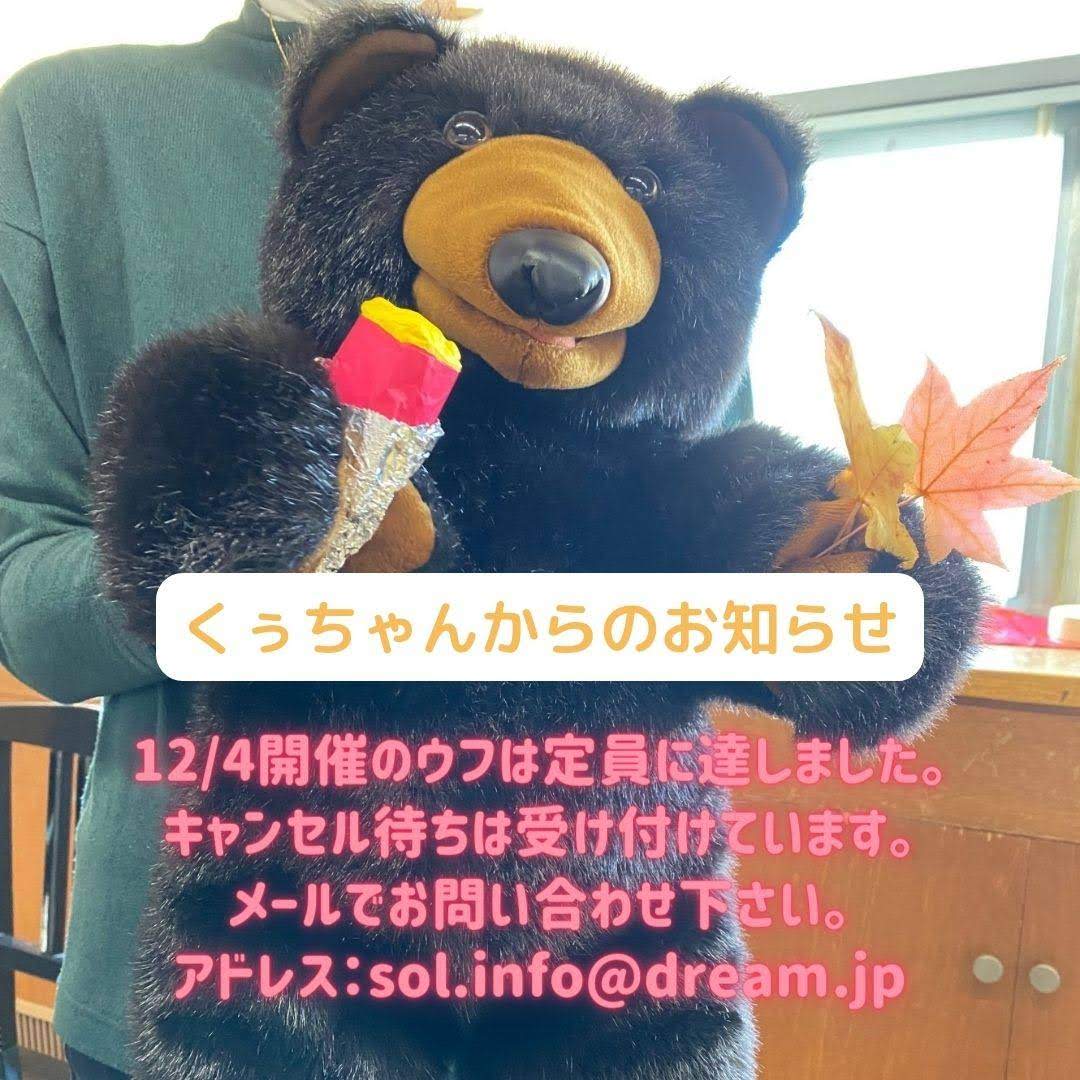 くぅちゃんからのお知らせ
12/4開催のウフは定員に達しました。
キャンセル待ちは受け付けています。
メールでお問い合わせ下さい。
アドレス：sol.info@dream.jp